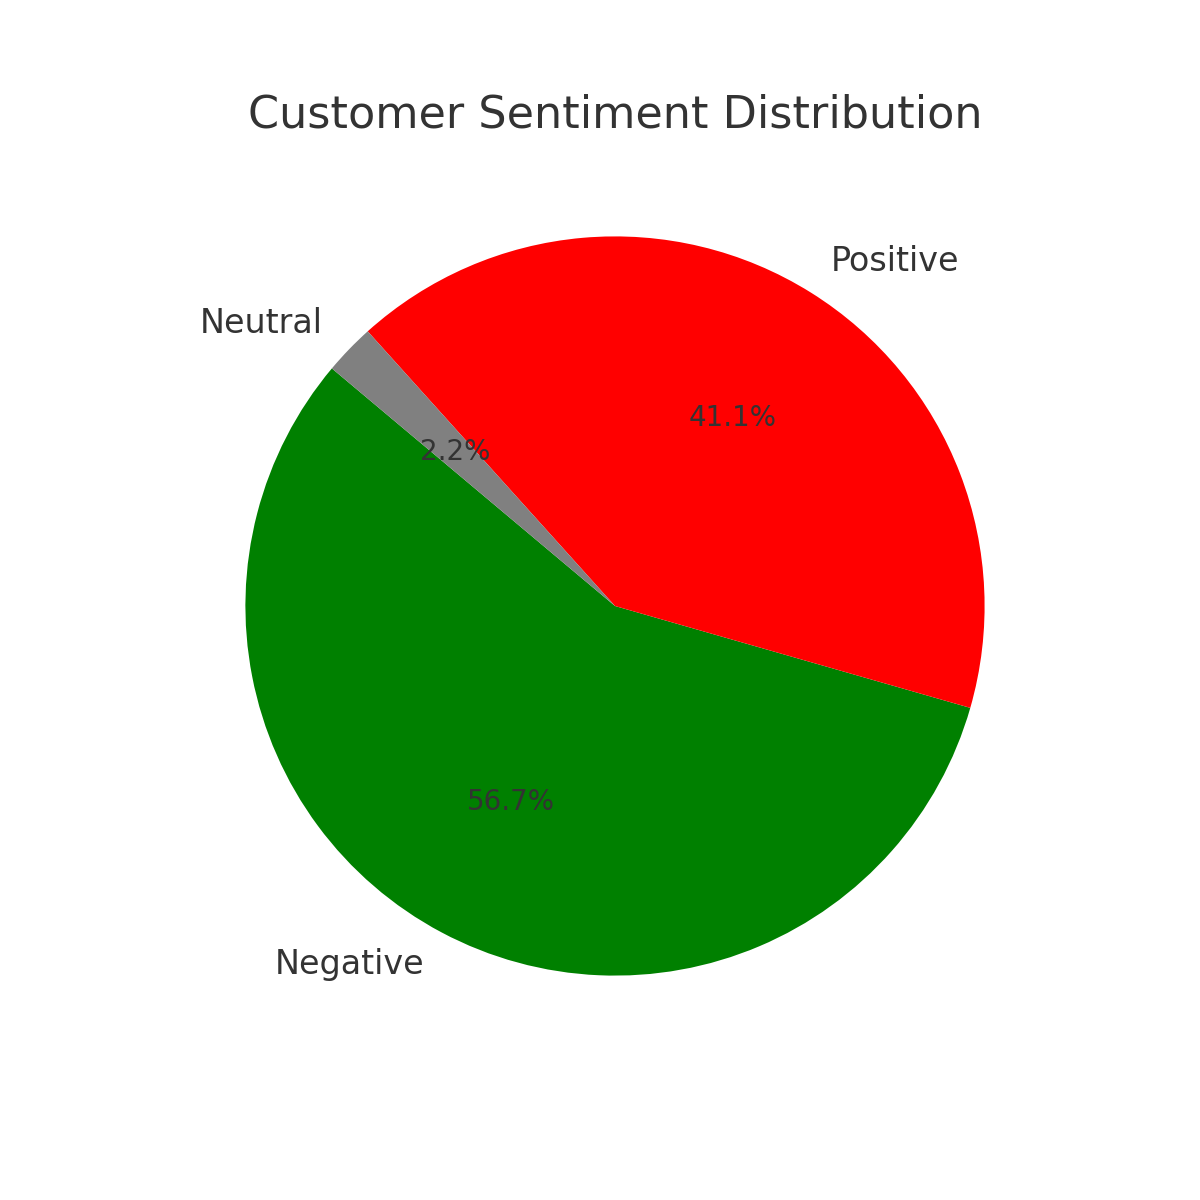 Customer Sentiment Distribution
Positive
Neutral
41.1%
2.2%
56.7%
Negative